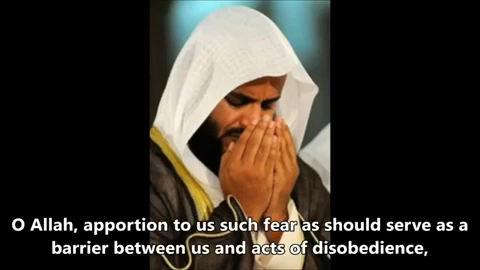 O Allah, apportion to us such fear as should serve as a
barrier between us and acts of disobedience,